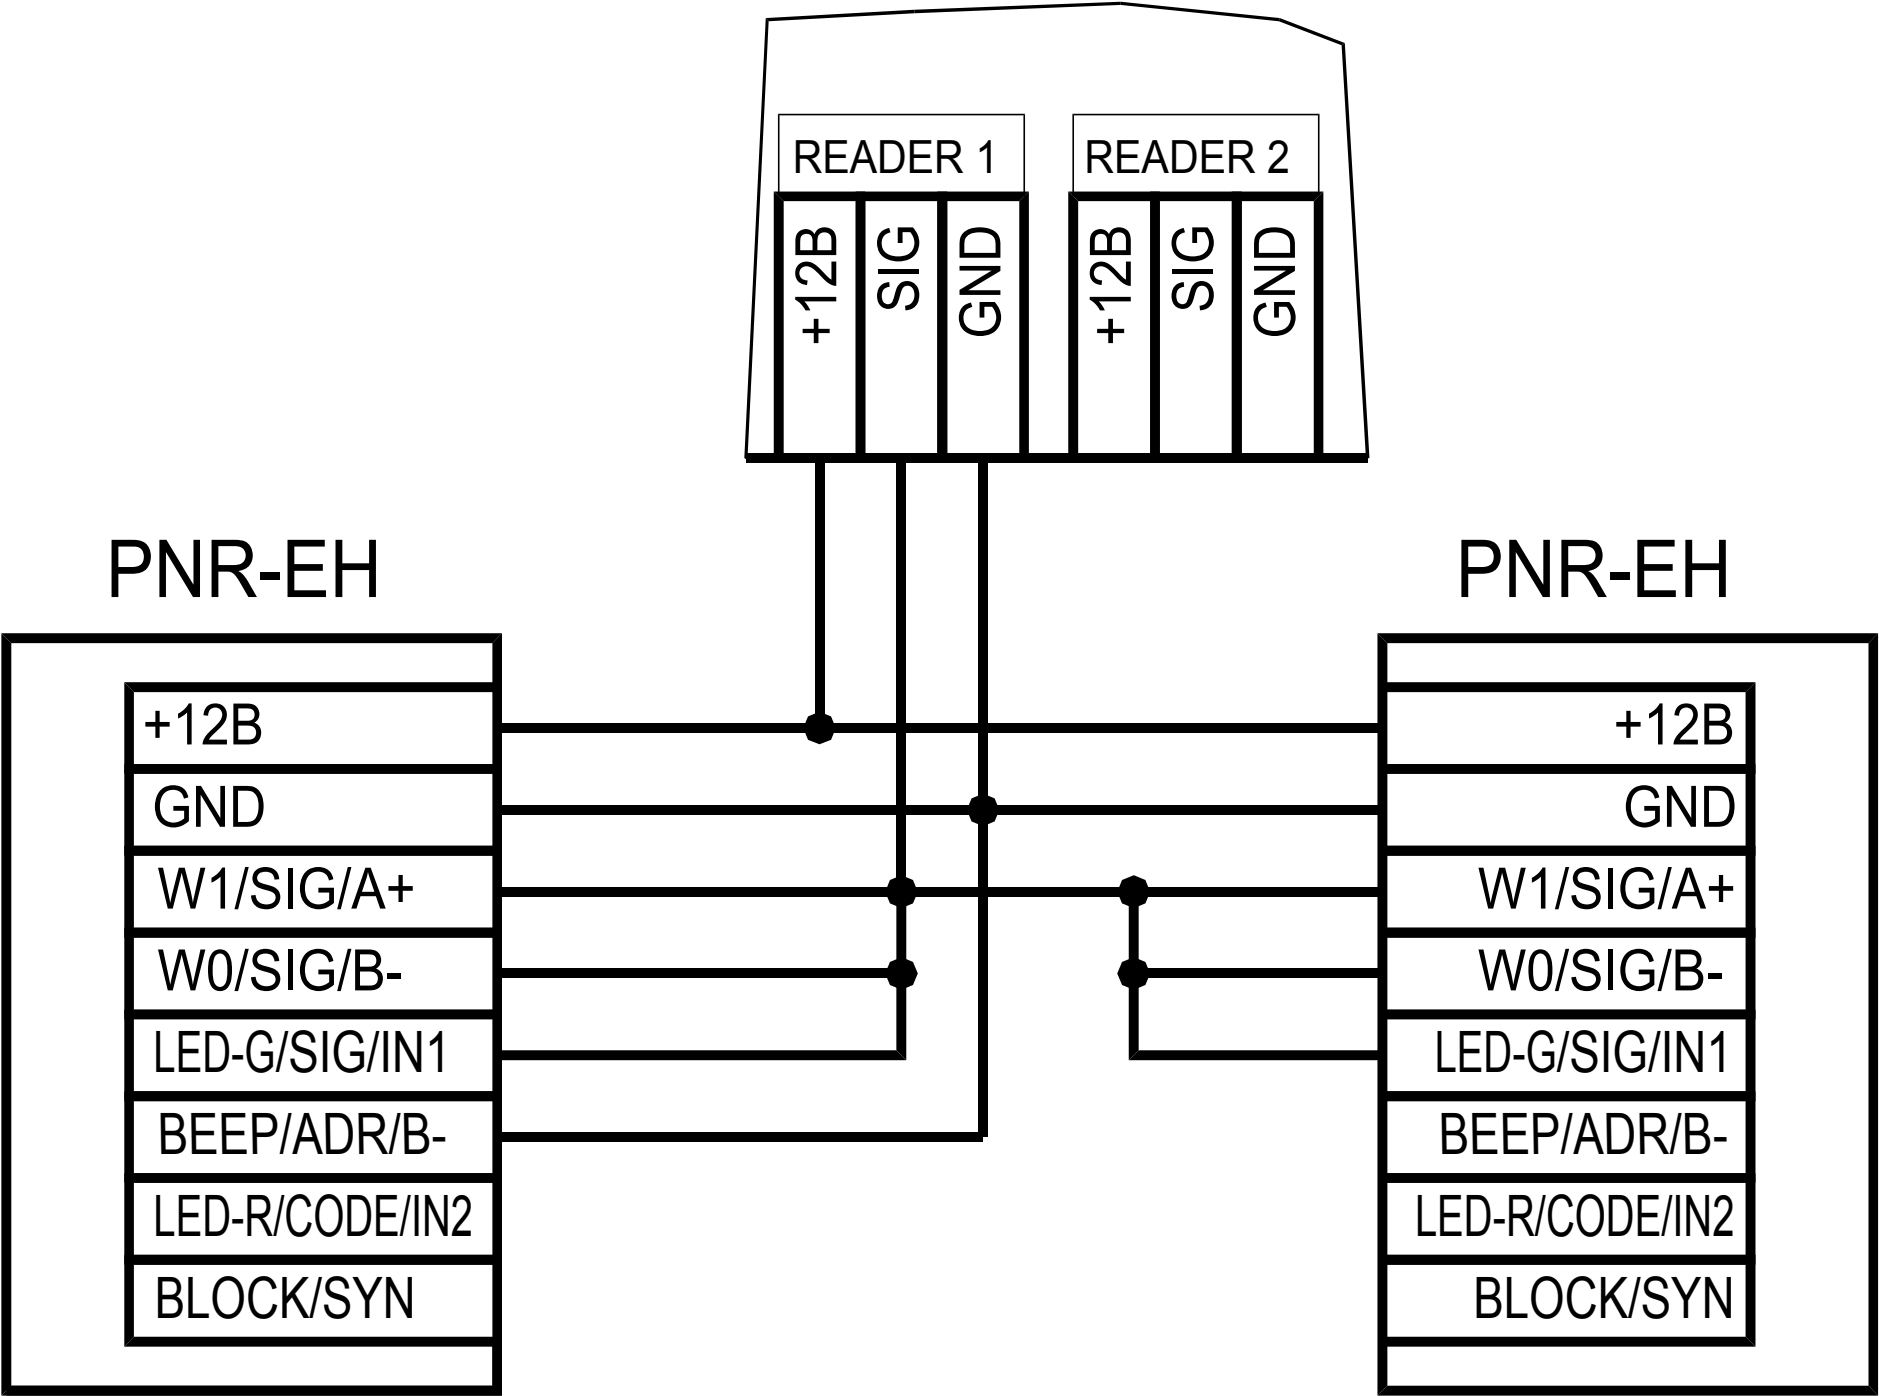 READER 1
READER 2
+12B
SIG
GND
+12B
SIG
GND
PNR-EH
PNR-EH
+12B
GND
W1/SIG/A+
W0/SIG/B-
LED-G/SIG/IN1
BEEP/ADR/B-
LED-R/CODE/IN2
BLOCK/SYN
+12B
GND
W1/SIG/A+
W0/SIG/B-
LED-G/SIG/IN1
BEEP/ADR/B-
LED-R/CODE/IN2
BLOCK/SYN